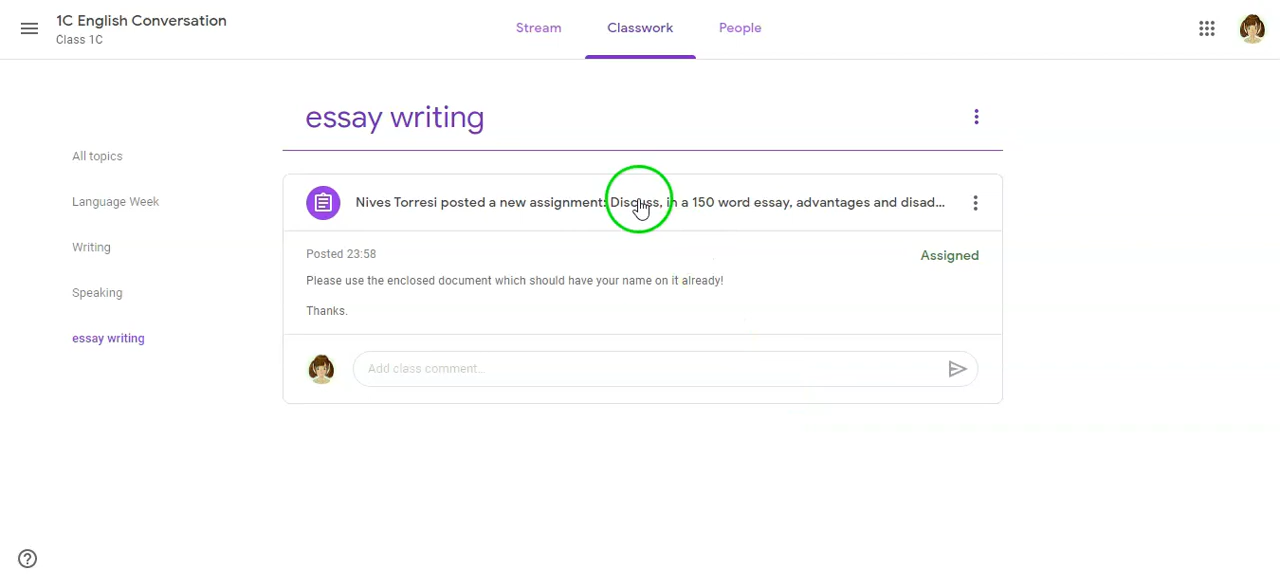 1C English Conversation
Class 1C
Stream
Classwork
People
essay writing
All topics
Language Week
Writing
Speaking
essay writing
Nives Torresi posted a new assignment: Discuss, in a 150 word essay, advantages and disad...
Posted 23:58
Assigned
Please use the enclosed document which should have your name on it already!
Thanks.
Add class comment...